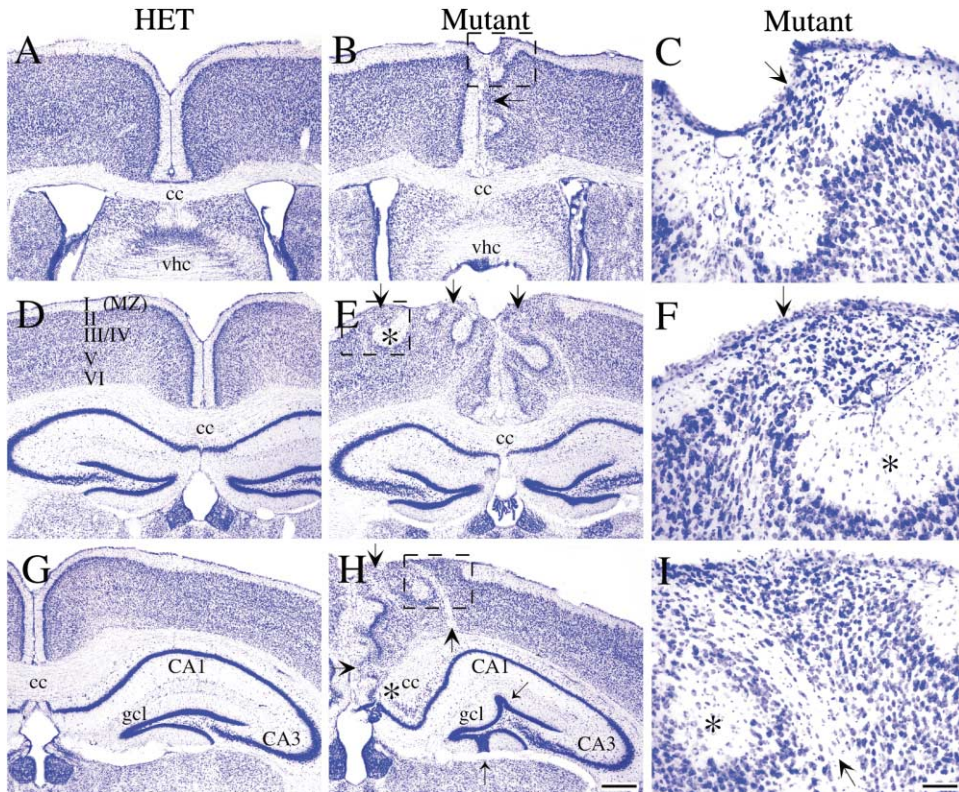 HET
Mutant
Mutant
A
B
C
cc
cc
vhc
vhc
D
I (MZ)
II
III/IV
V
VI
E
*
F
*
cc
cc
G
H
I
CA1
CA1
cc
* cc
gcl
gcl
CA3
CA3
*